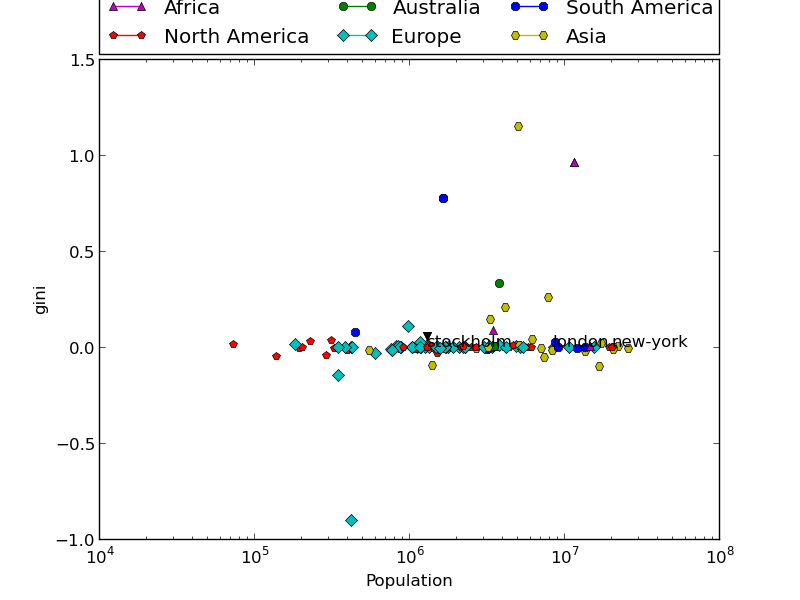 Africa Australia South America
North America Europe Asia
1.5
1.0
0.5
0.0
−0.5
−1.0
gini
stockholm london new-york
10^4 10^5 10^6 10^7 10^8
Population